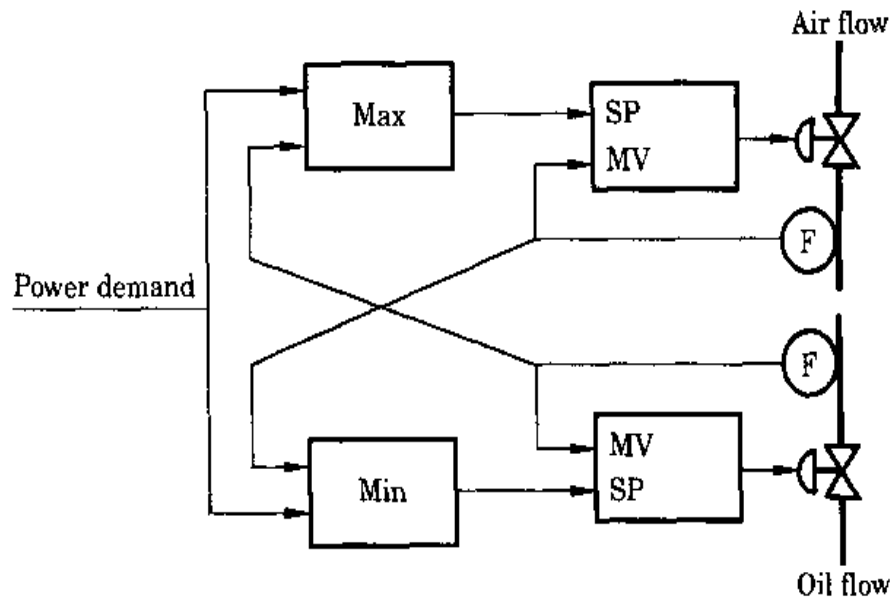 Air flow
Max
SP
MV
F
Power demand
F
MV
SP
Min
Oil flow